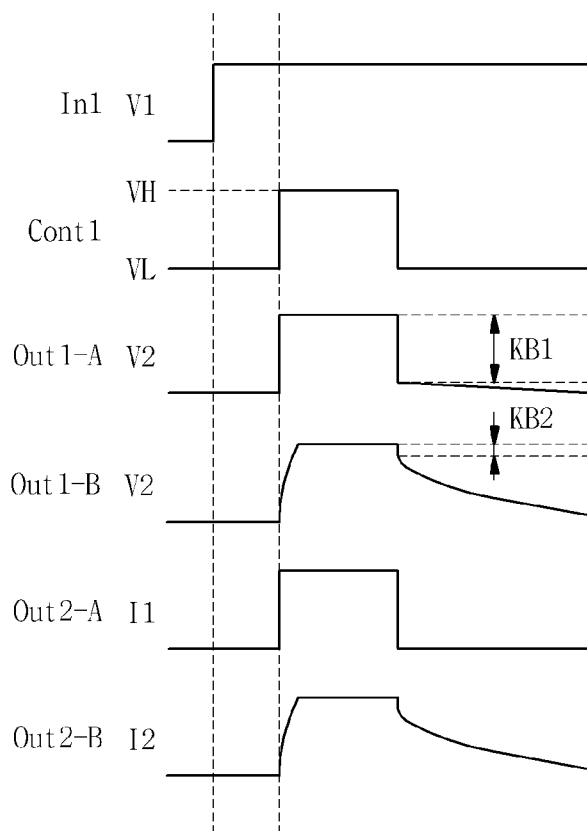 In1 V1
VH
Cont1
VL
Out1-A V2
KB1
KB2
Out1-B V2
Out2-A I1
Out2-B I2